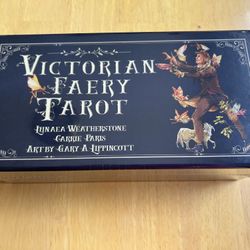 VICTORIAN
FAERY
TAROT
LUNAEA WEATHERSTONE
CARRIE PARIS
ART BY GARY A LIPPINCOTT